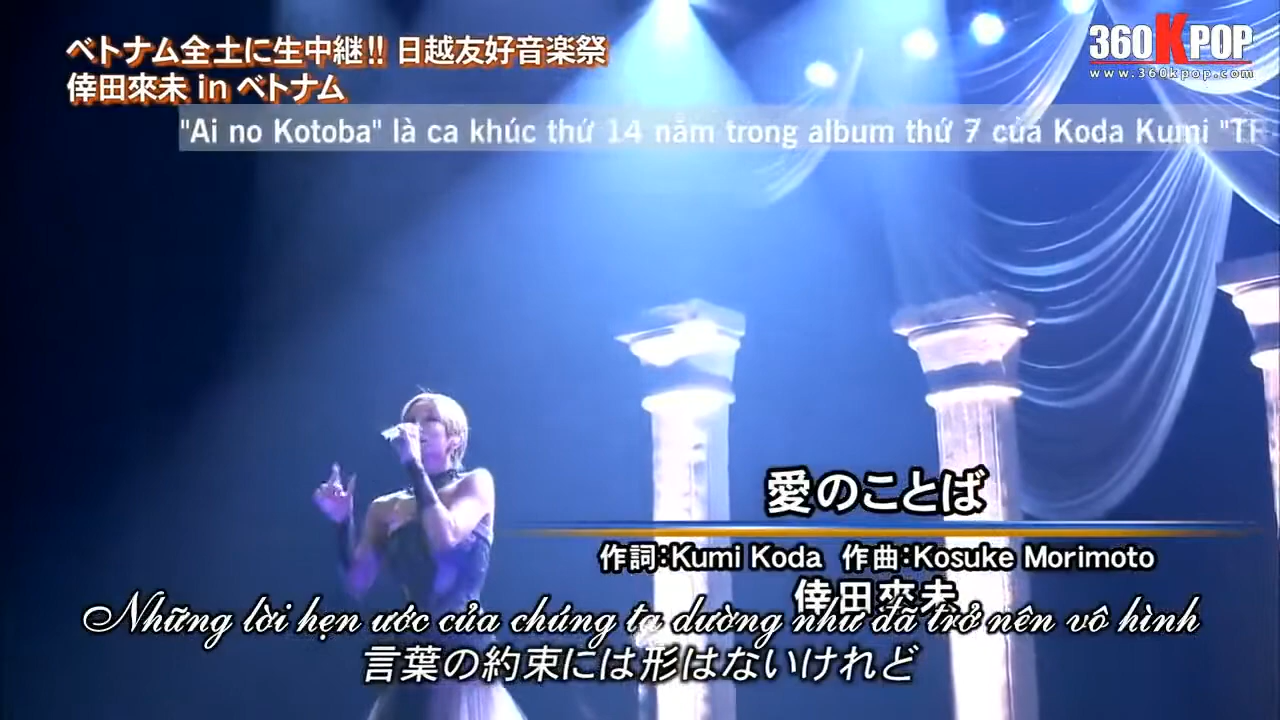 ベトナム全土に生中継!! 日越友好音楽祭
倖田來未 in ベトナム
360KPOP
www.360kpop.com
"Ai no Kotoba" là ca khúc thứ 14 nằm trong album thứ 7 của Koda Kumi "Tr
愛のことば
作詞:Kumi Koda 作曲:Kosuke Morimoto
倖田來未
Những lời hẹn ước của chúng ta dường như đã trở nên vô hình
言葉の約束には形はないけれど